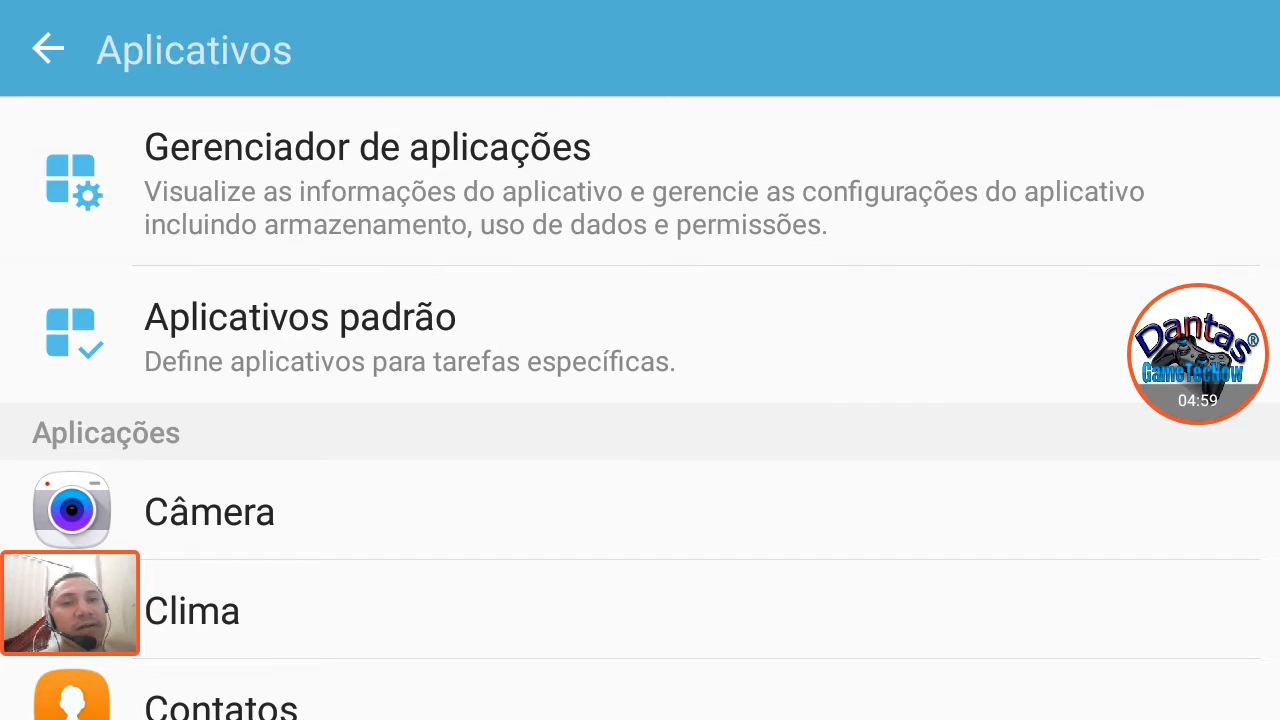 Aplicativos
Gerenciador de aplicações
Visualize as informações do aplicativo e gerencie as configurações do aplicativo
incluindo armazenamento, uso de dados e permissões.
Aplicativos padrão
Define aplicativos para tarefas específicas.
Dantas®
GameTecNow
04:59
Aplicações
Câmera
Clima
Contatos